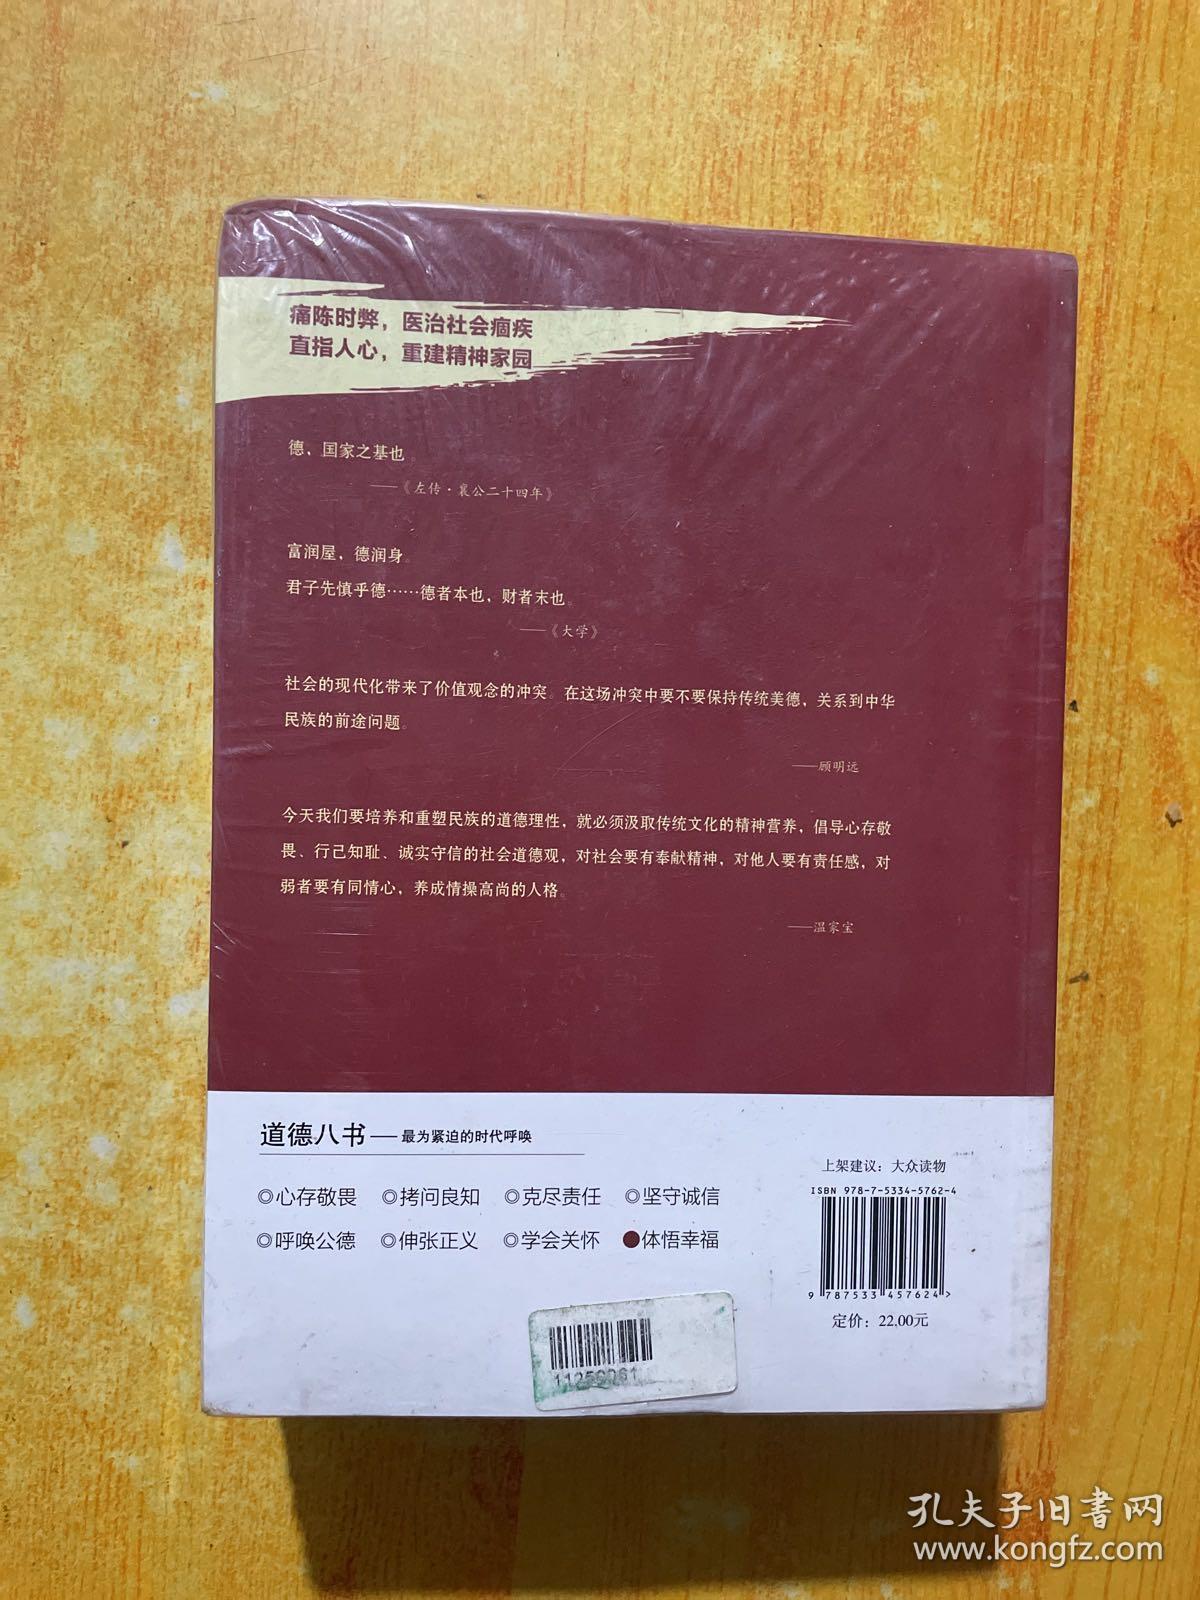 痛陈时弊，医治社会痼疾
直指人心，重建精神家园
德，国家之基也。
——《左传·襄公二十四年》
富润屋，德润身。
君子先慎乎德……德者本也，财者末也。
——《大学》
社会的现代化带来了价值观念的冲突。在这场冲突中要不要保持传统美德，关系到中华
民族的前途问题。
——顾明远
今天我们要培养和重塑民族的道德理性，就必须汲取传统文化的精神营养，倡导心存敬
畏、行己知耻、诚实守信的社会道德观，对社会要有奉献精神，对他人要有责任感，对
弱者要有同情心，养成情操高尚的人格。
——温家宝
道德八书——最为紧迫的时代呼唤
◎心存敬畏 ◎拷问良知 ◎克尽责任 ◎坚守诚信
◎呼唤公德 ◎伸张正义 ◎学会关怀 ●体悟幸福
上架建议：大众读物
ISBN 978-7-5334-5762-4
9 787533 457624 >
定价：22.00元
11259061
孔夫子旧书网
www.kongfz.com